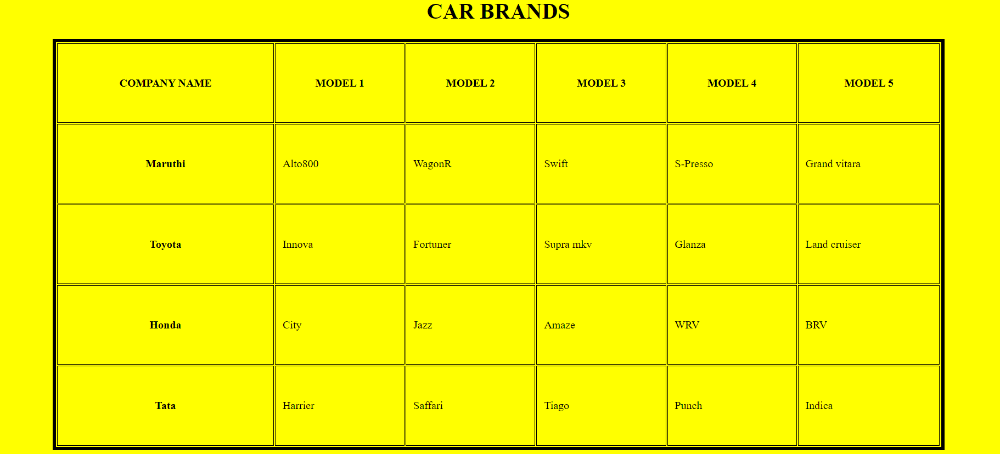 CAR BRANDS
COMPANY NAME MODEL 1 MODEL 2 MODEL 3 MODEL 4 MODEL 5
Maruthi Alto800 WagonR Swift S-Presso Grand vitara
Toyota Innova Fortuner Supra mkv Glanza Land cruiser
Honda City Jazz Amaze WRV BRV
Tata Harrier Saffari Tiago Punch Indica